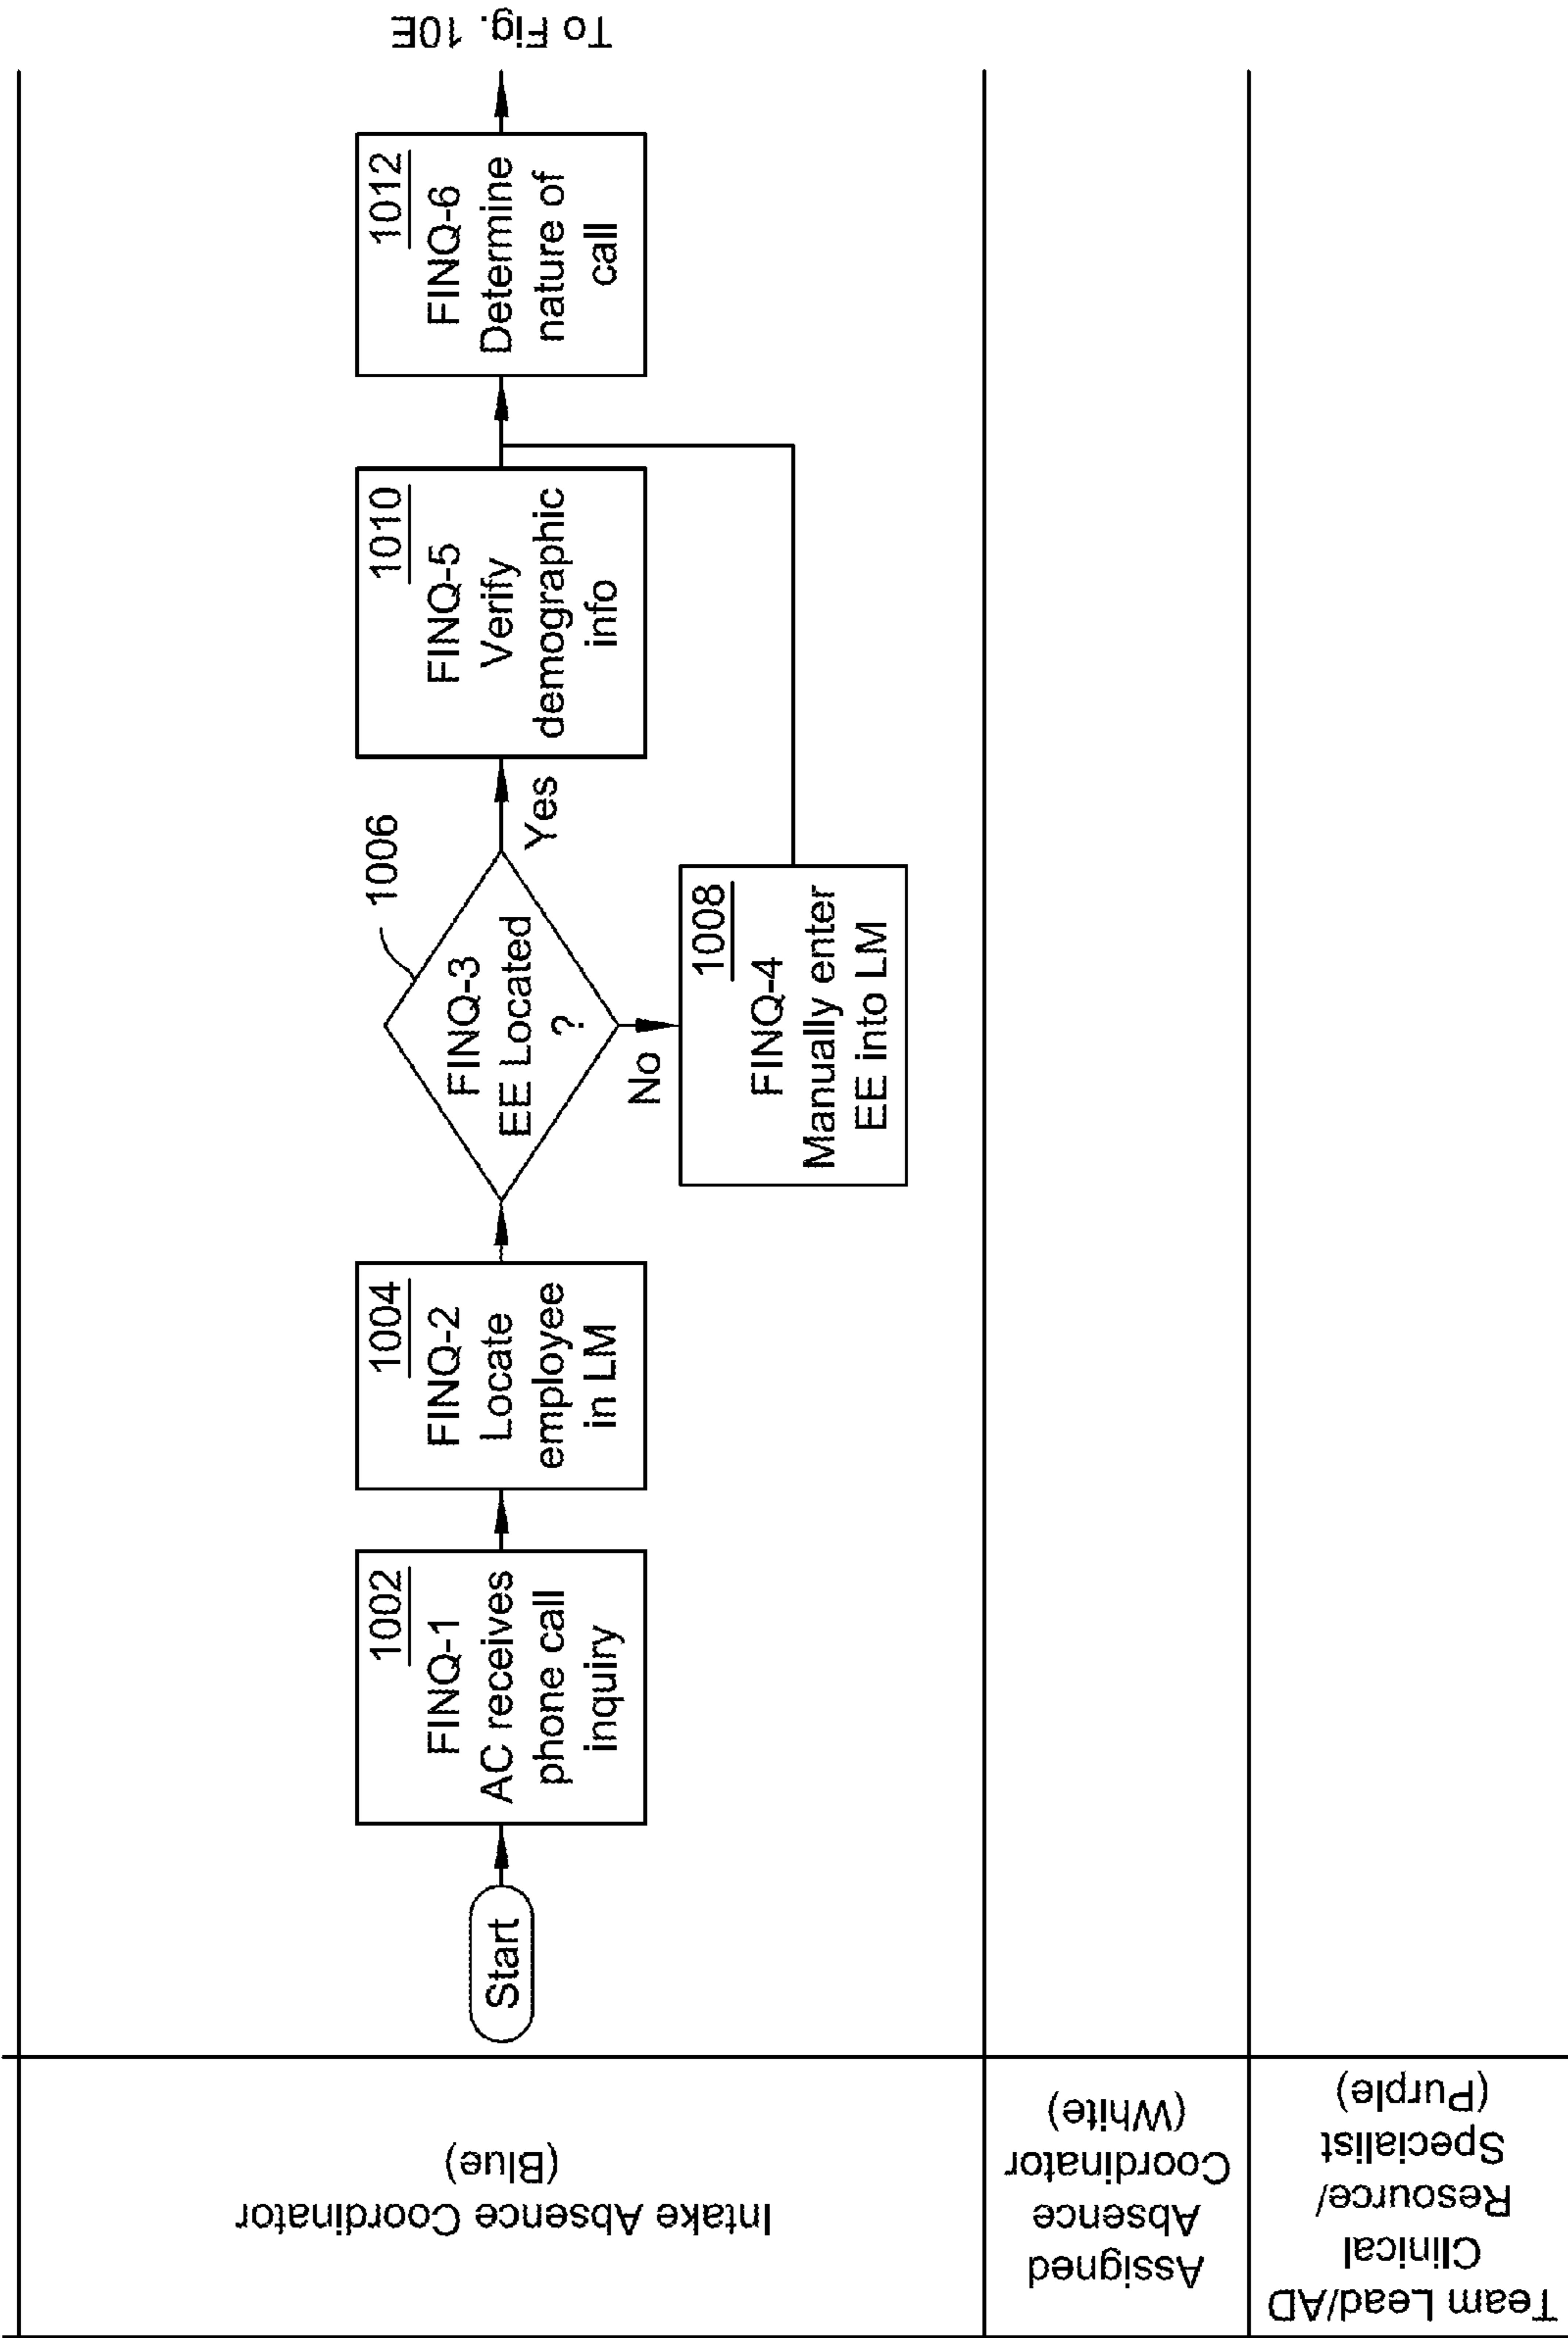 Intake Absence Coordinator
(Blue)
Start
1002
FINQ-1
AC receives
phone call
inquiry
1004
FINQ-2
Locate
employee
in LM
1006
FINQ-3
EE Located
?
Yes
No
1008
FINQ-4
Manually enter
EE into LM
1010
FINQ-5
Verify
demographic
info
1012
FINQ-6
Determine
nature of
call
To Fig. 10E
Assigned
Absence
Coordinator
(White)
Team Lead/AD
Clinical
Resource/
Specialist
(Purple)